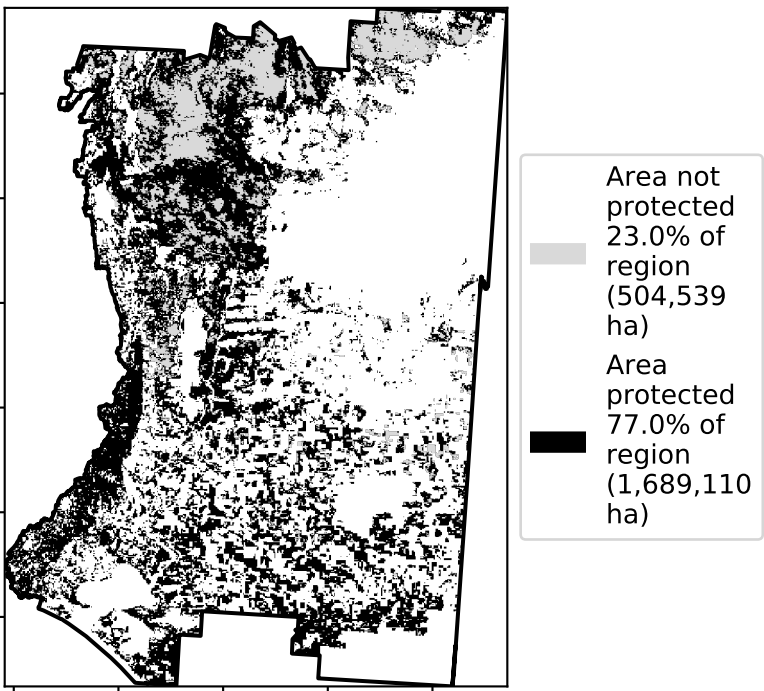 Area not
protected
23.0% of
region
(504,539
ha)
Area
protected
77.0% of
region
(1,689,110
ha)